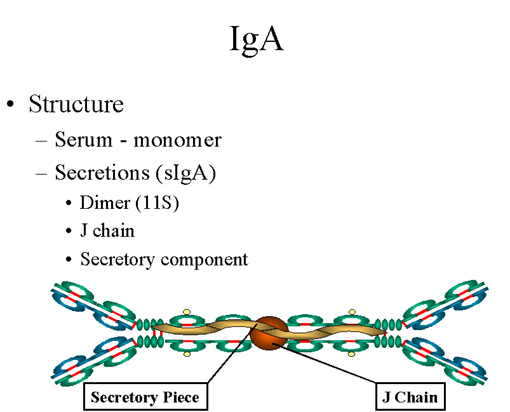 IgA
• Structure
– Serum - monomer
– Secretions (sIgA)
• Dimer (11S)
• J chain
• Secretory component
Secretory Piece
J Chain